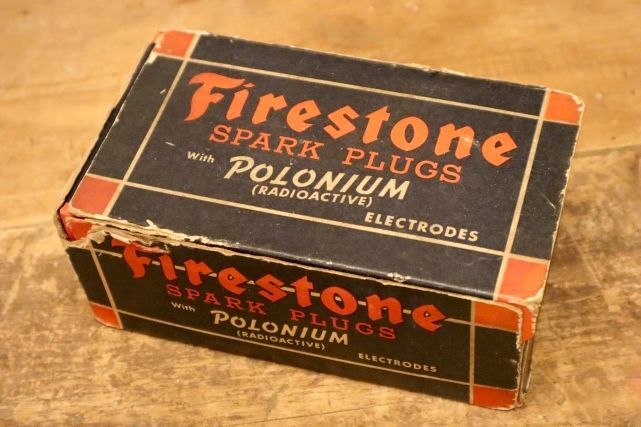 Firestone
SPARK PLUGS
With POLONIUM
(RADIOACTIVE)
ELECTRODES
Firestone
SPARK PLUGS
With POLONIUM
(RADIOACTIVE)
ELECTRODES